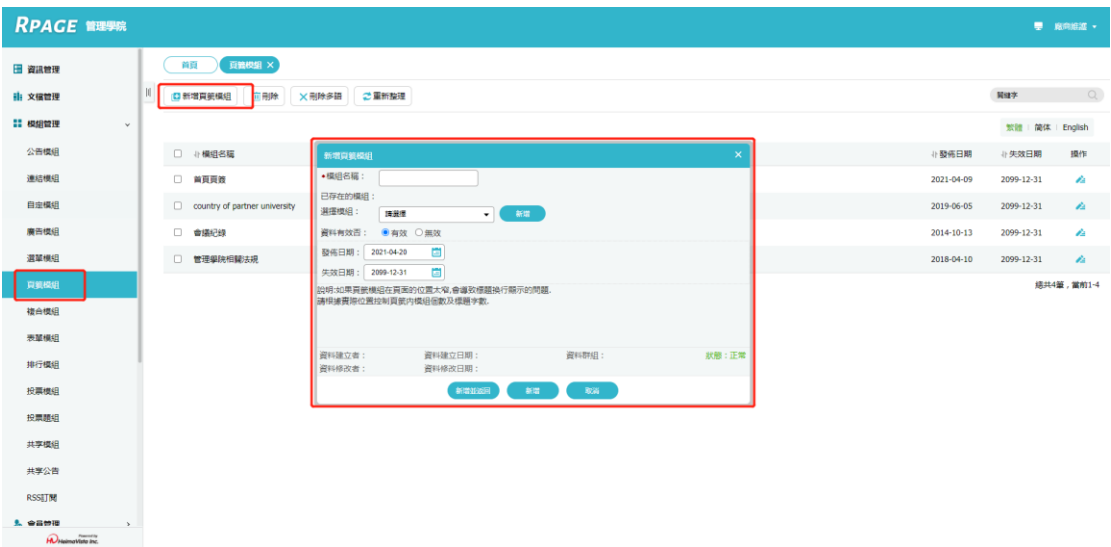 RPAGE 管理學院
廠商維護
資訊管理
文檔管理
模組管理
公告模組
連結模組
自定模組
廣告模組
選單模組
頁籤模組
複合模組
表單模組
排行模組
投票模組
投票題組
共享模組
共享公告
RSS訂閱
會員管理
Powered by
HeimaVista Inc.
首頁
頁籤模組
新增頁籤模組
刪除
刪除多語
重新整理
關鍵字
繁體 | 简体 | English
模組名稱
發佈日期
失效日期
操作
首頁頁籤
2021-04-09
2099-12-31
country of partner university
2019-06-05
2099-12-31
會議紀錄
2014-10-13
2099-12-31
管理學院相關法規
2018-04-10
2099-12-31
總共4筆，當前1-4
新增頁籤模組
•模組名稱：
已存在的模組：
選擇模組：
請選擇
新增
資料有效否：
有效
無效
發佈日期：
2021-04-20
失效日期：
2099-12-31
說明:如果頁籤模組在頁面的位置太窄,會導致標題換行顯示的問題.
請根據實際位置控制頁籤內模組個數及標題字數.
資料建立者：
資料建立日期：
資料群組：
狀態：正常
資料修改者：
資料修改日期：
新增並返回
新增
取消